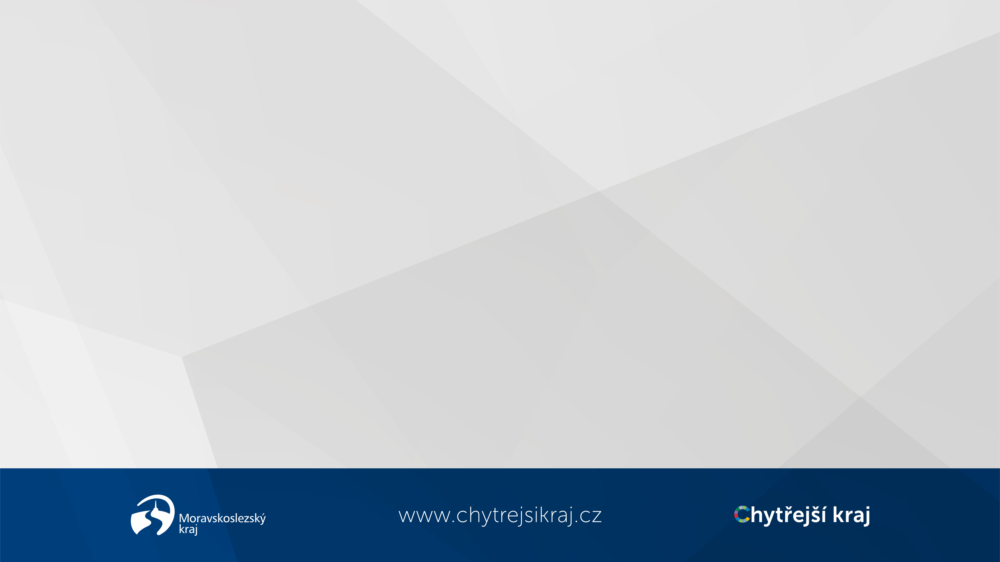 Moravskoslezský
kraj
www.chytrejsikraj.cz
Chytřejší kraj